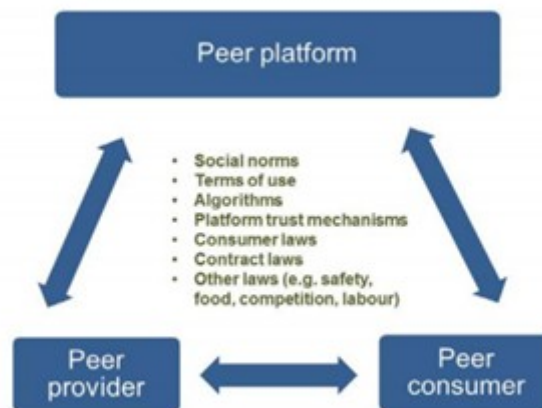 Peer platform
• Social norms
• Terms of use
• Algorithms
• Platform trust mechanisms
• Consumer laws
• Contract laws
• Other laws (e.g. safety,
food, competition, labour)
Peer
provider
Peer
consumer